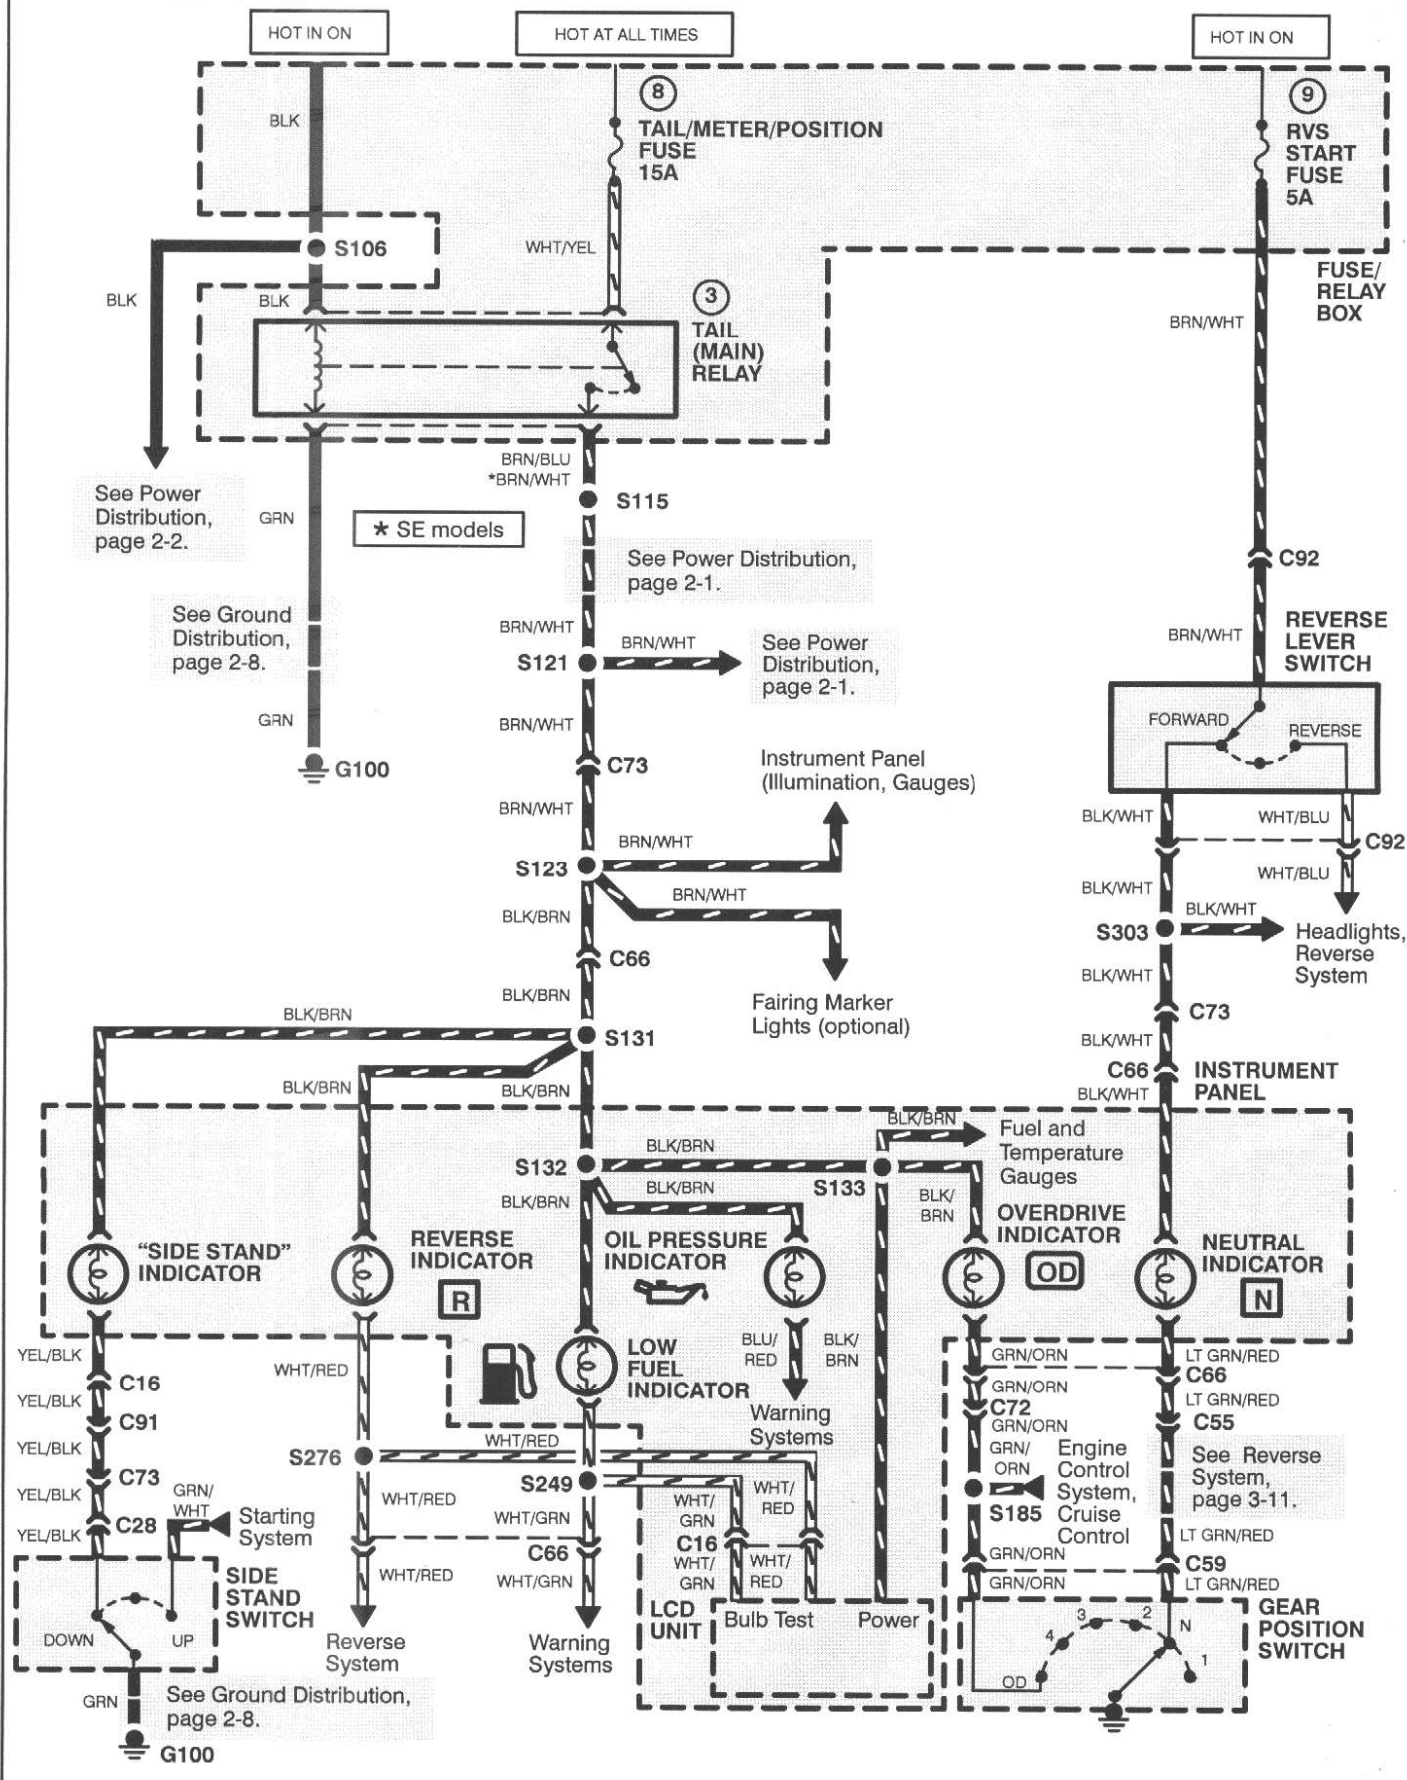 HOT IN ON
HOT AT ALL TIMES
HOT IN ON
8
TAIL/METER/POSITION
FUSE
15A
9
RVS
START
FUSE
5A
BLK
S106
WHT/YEL
BLK
BLK
3
TAIL
(MAIN)
RELAY
FUSE/
RELAY
BOX
BRN/WHT
BRN/BLU
*BRN/WHT
S115
See Power
Distribution,
page 2-2.
GRN
* SE models
See Power Distribution,
page 2-1.
C92
See Ground
Distribution,
page 2-8.
BRN/WHT
S121
BRN/WHT
See Power
Distribution,
page 2-1.
BRN/WHT
REVERSE
LEVER
SWITCH
GRN
G100
BRN/WHT
C73
FORWARD
REVERSE
Instrument Panel
(Illumination, Gauges)
BRN/WHT
BLK/WHT
WHT/BLU
C92
S123
BRN/WHT
BRN/WHT
BLK/WHT
WHT/BLU
BLK/BRN
C66
S303
BLK/WHT
Headlights,
Reverse
System
BLK/BRN
Fairing Marker
Lights (optional)
BLK/WHT
C73
BLK/BRN
S131
BLK/WHT
C66
INSTRUMENT
PANEL
BLK/BRN
BLK/BRN
BLK/WHT
BLK/BRN
Fuel and
Temperature
Gauges
S132
BLK/BRN
S133
BLK/BRN
BLK/BRN
BLK/
BRN
"SIDE STAND"
INDICATOR
REVERSE
INDICATOR
R
OIL PRESSURE
INDICATOR
OVERDRIVE
INDICATOR
OD
NEUTRAL
INDICATOR
N
YEL/BLK
C16
WHT/RED
LOW
FUEL
INDICATOR
BLU/
RED
BLK/
BRN
Warning
Systems
GRN/ORN
LT GRN/RED
C66
YEL/BLK
C91
GRN/ORN
C72
LT GRN/RED
C55
YEL/BLK
C73
S276
WHT/RED
S249
GRN/ORN
GRN/
ORN
S185
Engine
Control
System,
Cruise
Control
See Reverse
System,
page 3-11.
YEL/BLK
C28
GRN/
WHT
Starting
System
WHT/RED
WHT/GRN
C66
WHT/
GRN
WHT/
RED
C16
YEL/BLK
LT GRN/RED
GRN/ORN
C59
WHT/RED
WHT/GRN
WHT/
GRN
WHT/
RED
GRN/ORN
LT GRN/RED
SIDE
STAND
SWITCH
DOWN
UP
Reverse
System
Warning
Systems
LCD
UNIT
Bulb Test
Power
OD
4
3
2
N
1
GEAR
POSITION
SWITCH
GRN
G100
See Ground Distribution,
page 2-8.